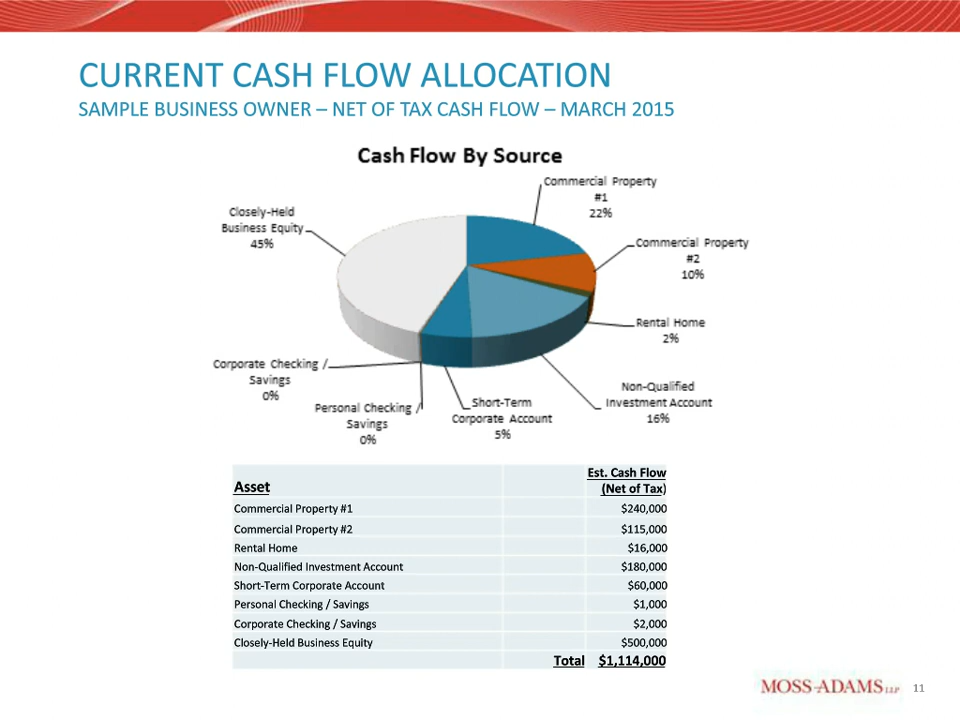 CURRENT CASH FLOW ALLOCATION
SAMPLE BUSINESS OWNER – NET OF TAX CASH FLOW – MARCH 2015
Cash Flow By Source
Commercial Property
#1
22%
Closely-Held
Business Equity
45%
Commercial Property
#2
10%
Rental Home
2%
Corporate Checking /
Savings
0%
Personal Checking /
Savings
0%
Short-Term
Corporate Account
5%
Non-Qualified
Investment Account
16%
Asset
Est. Cash Flow
(Net of Tax)
Commercial Property #1 $240,000
Commercial Property #2 $115,000
Rental Home $16,000
Non-Qualified Investment Account $180,000
Short-Term Corporate Account $60,000
Personal Checking / Savings $1,000
Corporate Checking / Savings $2,000
Closely-Held Business Equity $500,000
Total $1,114,000
MOSS-ADAMS LLP
11